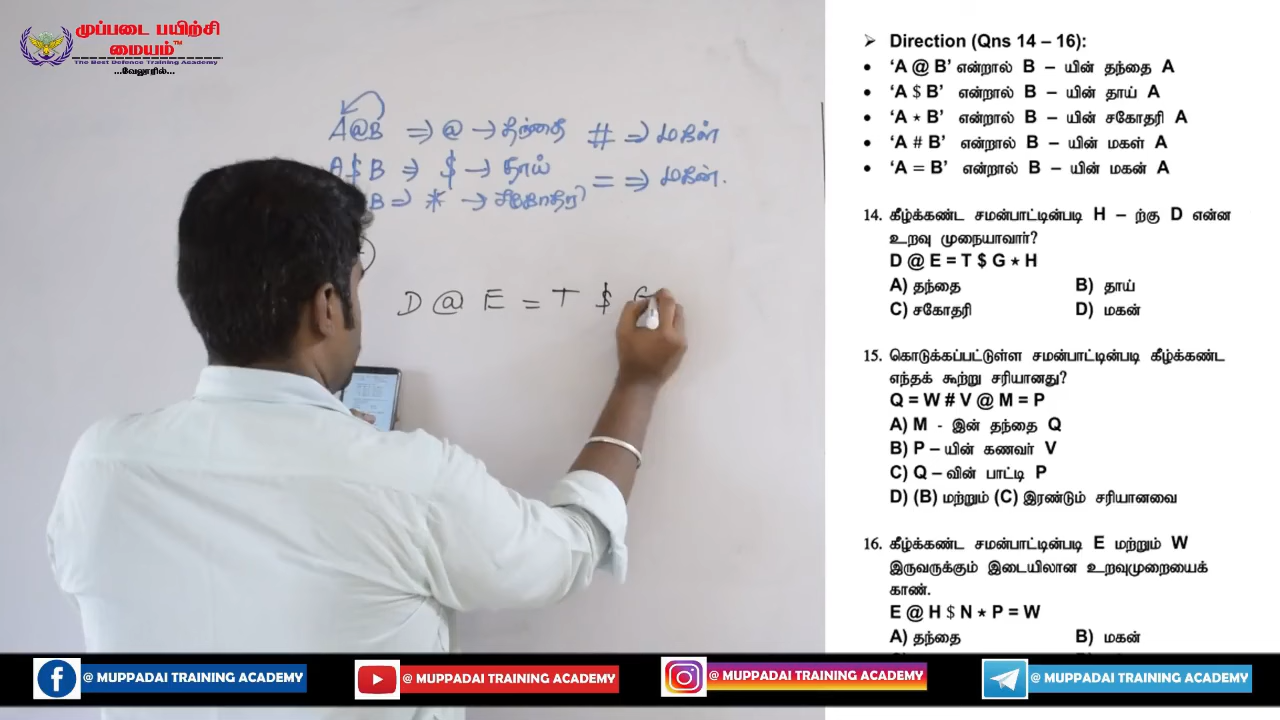 முப்படை பயிற்சி
மையம்™
The Best Defence Training Academy
...வேலூரில்...
A@B ⇒ @ → தந்தை # ⇒ மகள்
A$B ⇒ $ → தாய் = ⇒ மகன்.
B ⇒ * → சகோதரி
D @ E = T $ G
➢ Direction (Qns 14 – 16):
• ‘A @ B’ என்றால் B – யின் தந்தை A
• ‘A $ B’ என்றால் B – யின் தாய் A
• ‘A ⋆ B’ என்றால் B – யின் சகோதரி A
• ‘A # B’ என்றால் B – யின் மகள் A
• ‘A = B’ என்றால் B – யின் மகன் A
14. கீழ்க்கண்ட சமன்பாட்டின்படி H – ற்கு D என்ன
உறவு முனையாவார்?
D @ E = T $ G ⋆ H
A) தந்தை B) தாய்
C) சகோதரி D) மகன்
15. கொடுக்கப்பட்டுள்ள சமன்பாட்டின்படி கீழ்க்கண்ட
எந்தக் கூற்று சரியானது?
Q = W # V @ M = P
A) M - இன் தந்தை Q
B) P – யின் கணவர் V
C) Q – வின் பாட்டி P
D) (B) மற்றும் (C) இரண்டும் சரியானவை
16. கீழ்க்கண்ட சமன்பாட்டின்படி E மற்றும் W
இருவருக்கும் இடையிலான உறவுமுறையைக்
காண்.
E @ H $ N ⋆ P = W
A) தந்தை B) மகன்
@ MUPPADAI TRAINING ACADEMY @ MUPPADAI TRAINING ACADEMY @ MUPPADAI TRAINING ACADEMY @ MUPPADAI TRAINING ACADEMY